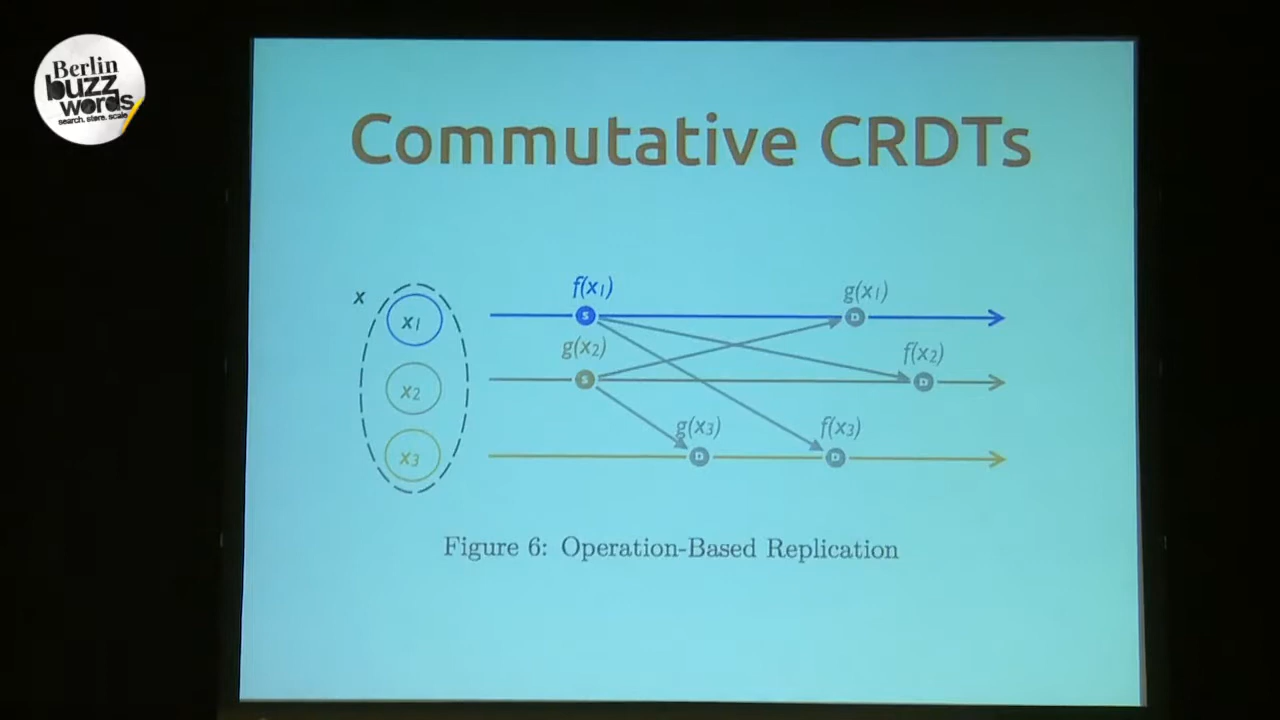 Berlin
buzz
words
search. store. scale
Commutative CRDTs
x
x1
x2
x3
f(x1)
S
g(x1)
D
g(x2)
S
f(x2)
D
g(x3)
D
f(x3)
D
Figure 6: Operation-Based Replication